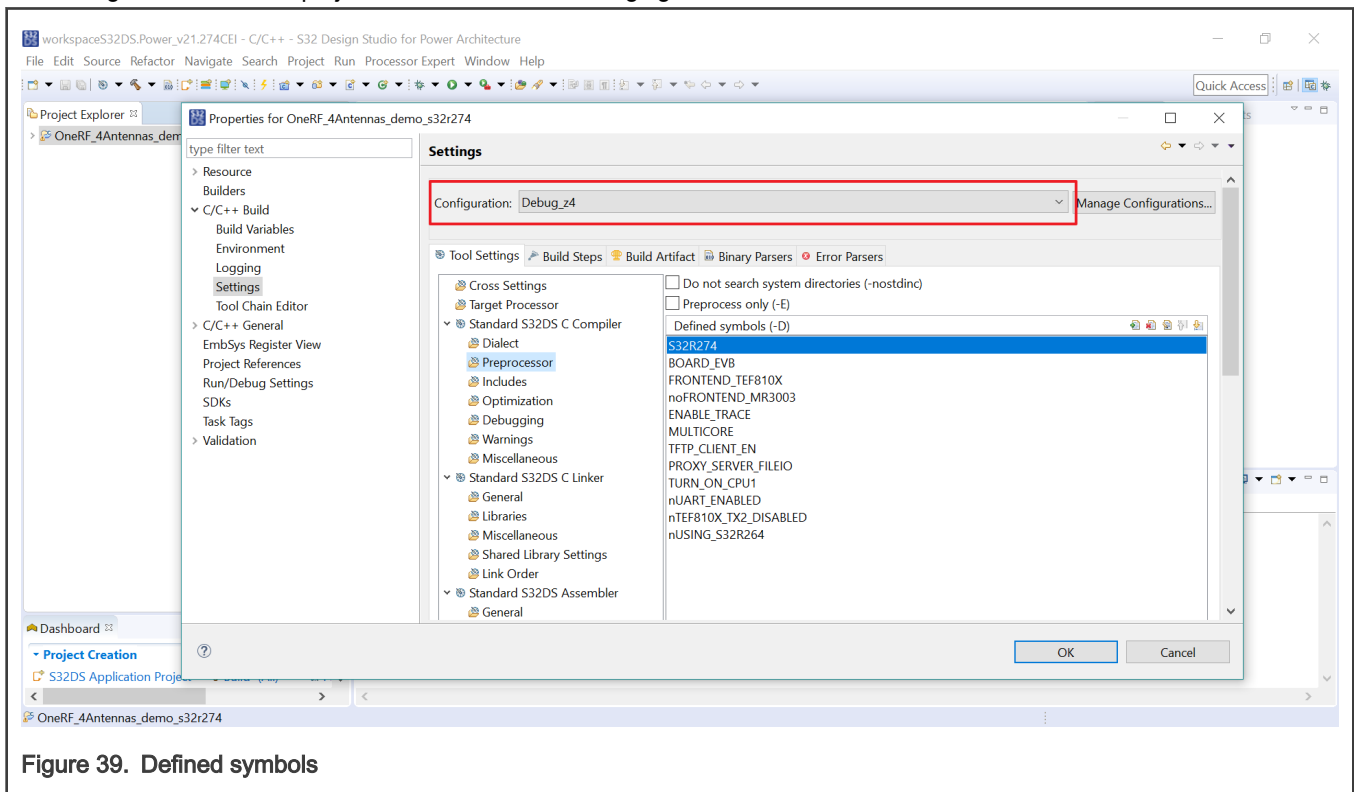 workspaceS32DS.Power_v21.274CEI - C/C++ - S32 Design Studio for Power Architecture
File Edit Source Refactor Navigate Search Project Run Processor Expert Window Help
Quick Access
Project Explorer
OneRF_4Antennas_dem
Properties for OneRF_4Antennas_demo_s32r274
type filter text
Settings
Resource
Builders
C/C++ Build
Build Variables
Environment
Logging
Settings
Tool Chain Editor
C/C++ General
EmbSys Register View
Project References
Run/Debug Settings
SDKs
Task Tags
Validation
Configuration: Debug_z4
Manage Configurations...
Tool Settings Build Steps Build Artifact Binary Parsers Error Parsers
Cross Settings
Target Processor
Standard S32DS C Compiler
Dialect
Preprocessor
Includes
Optimization
Debugging
Warnings
Miscellaneous
Standard S32DS C Linker
General
Libraries
Miscellaneous
Shared Library Settings
Link Order
Standard S32DS Assembler
General
Do not search system directories (-nostdinc)
Preprocess only (-E)
Defined symbols (-D)
S32R274
BOARD_EVB
FRONTEND_TEF810X
noFRONTEND_MR3003
ENABLE_TRACE
MULTICORE
TFTP_CLIENT_EN
PROXY_SERVER_FILEIO
TURN_ON_CPU1
nUART_ENABLED
nTEF810X_TX2_DISABLED
nUSING_S32R264
OK Cancel
Dashboard
Project Creation
S32DS Application Proje
OneRF_4Antennas_demo_s32r274
Figure 39. Defined symbols